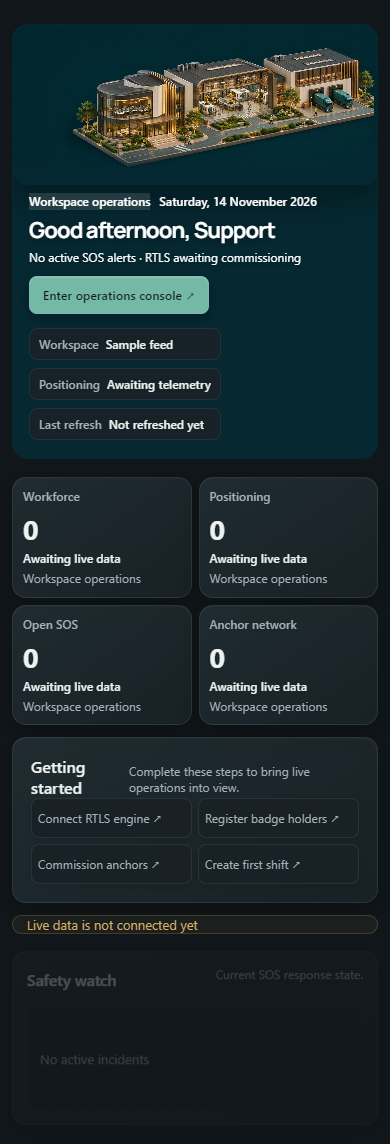 Workspace operations Saturday, 14 November 2026
Good afternoon, Support
No active SOS alerts · RTLS awaiting commissioning
Enter operations console ↗
Workspace Sample feed
Positioning Awaiting telemetry
Last refresh Not refreshed yet
Workforce
0
Awaiting live data
Workspace operations
Positioning
0
Awaiting live data
Workspace operations
Open SOS
0
Awaiting live data
Workspace operations
Anchor network
0
Awaiting live data
Workspace operations
Getting
started
Complete these steps to bring live
operations into view.
Connect RTLS engine ↗
Register badge holders ↗
Commission anchors ↗
Create first shift ↗
Live data is not connected yet
Safety watch
Current SOS response state.
No active incidents